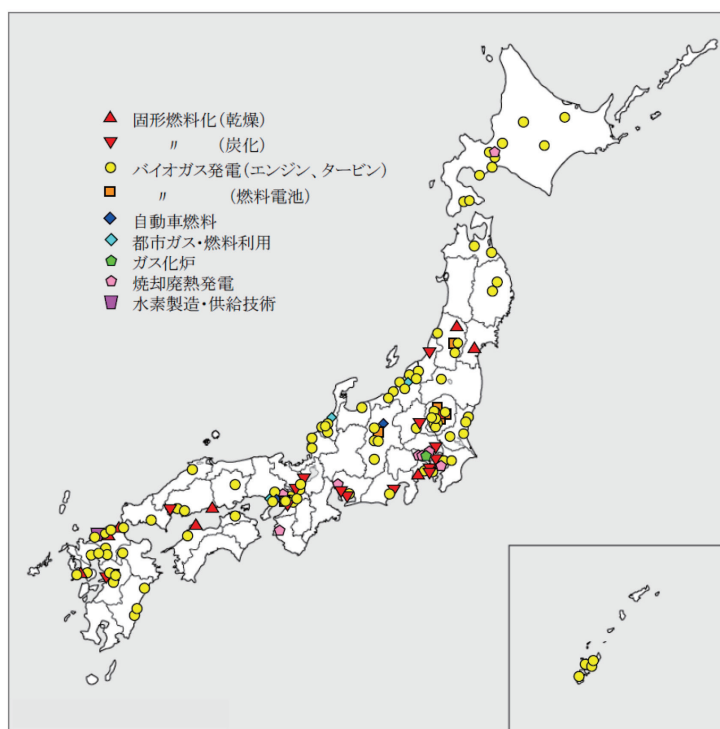 固形燃料化(乾燥)
〃 (炭化)
バイオガス発電(エンジン、タービン)
〃 (燃料電池)
自動車燃料
都市ガス・燃料利用
ガス化炉
焼却廃熱発電
水素製造・供給技術